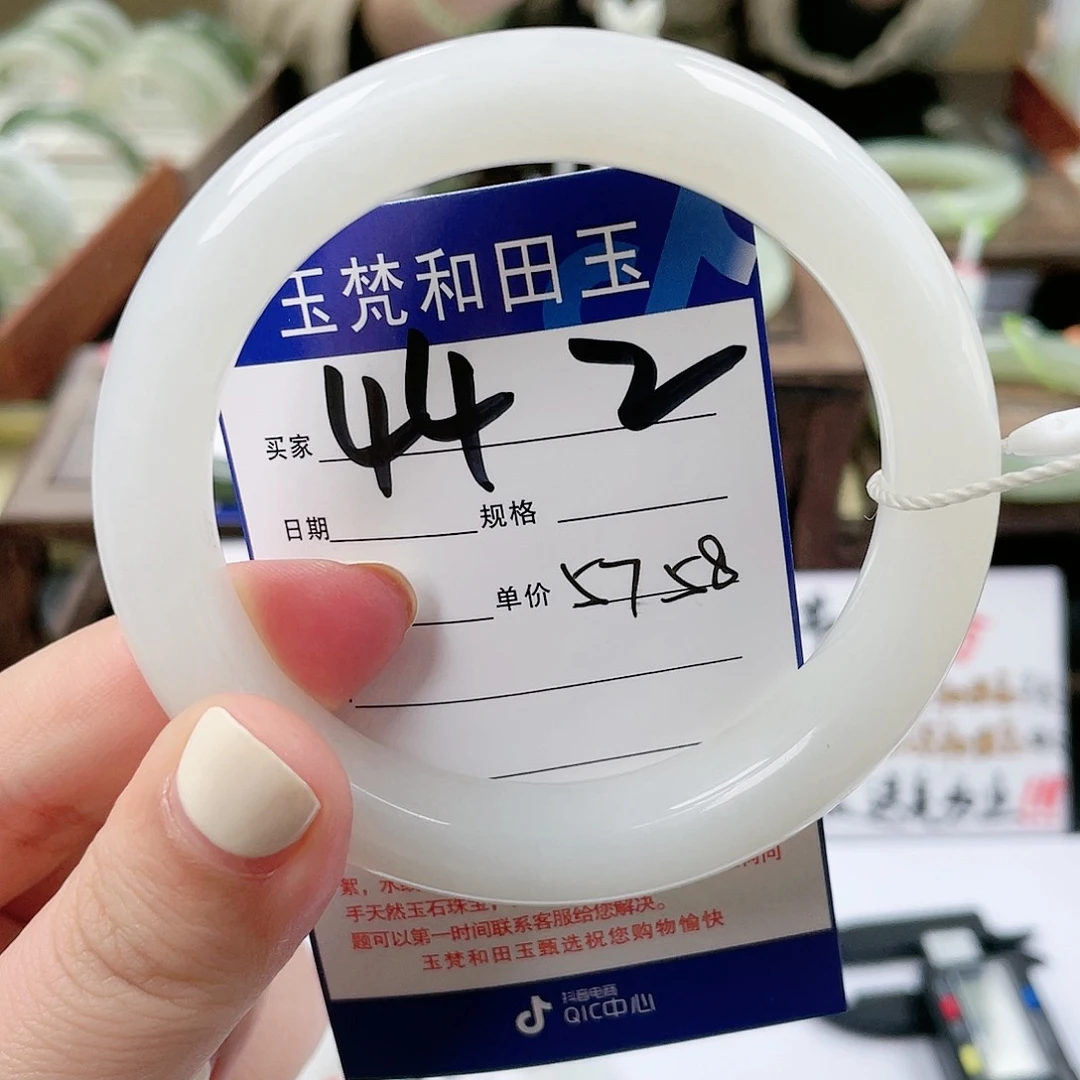 玉梵和田玉
买家 44 2
日期 规格
单价 5758
絮，
手天然玉石珠宝，
题可以第一时间联系客服给您解决。
玉梵和田玉甄选祝您购物愉快
抖音电商
QIC中心